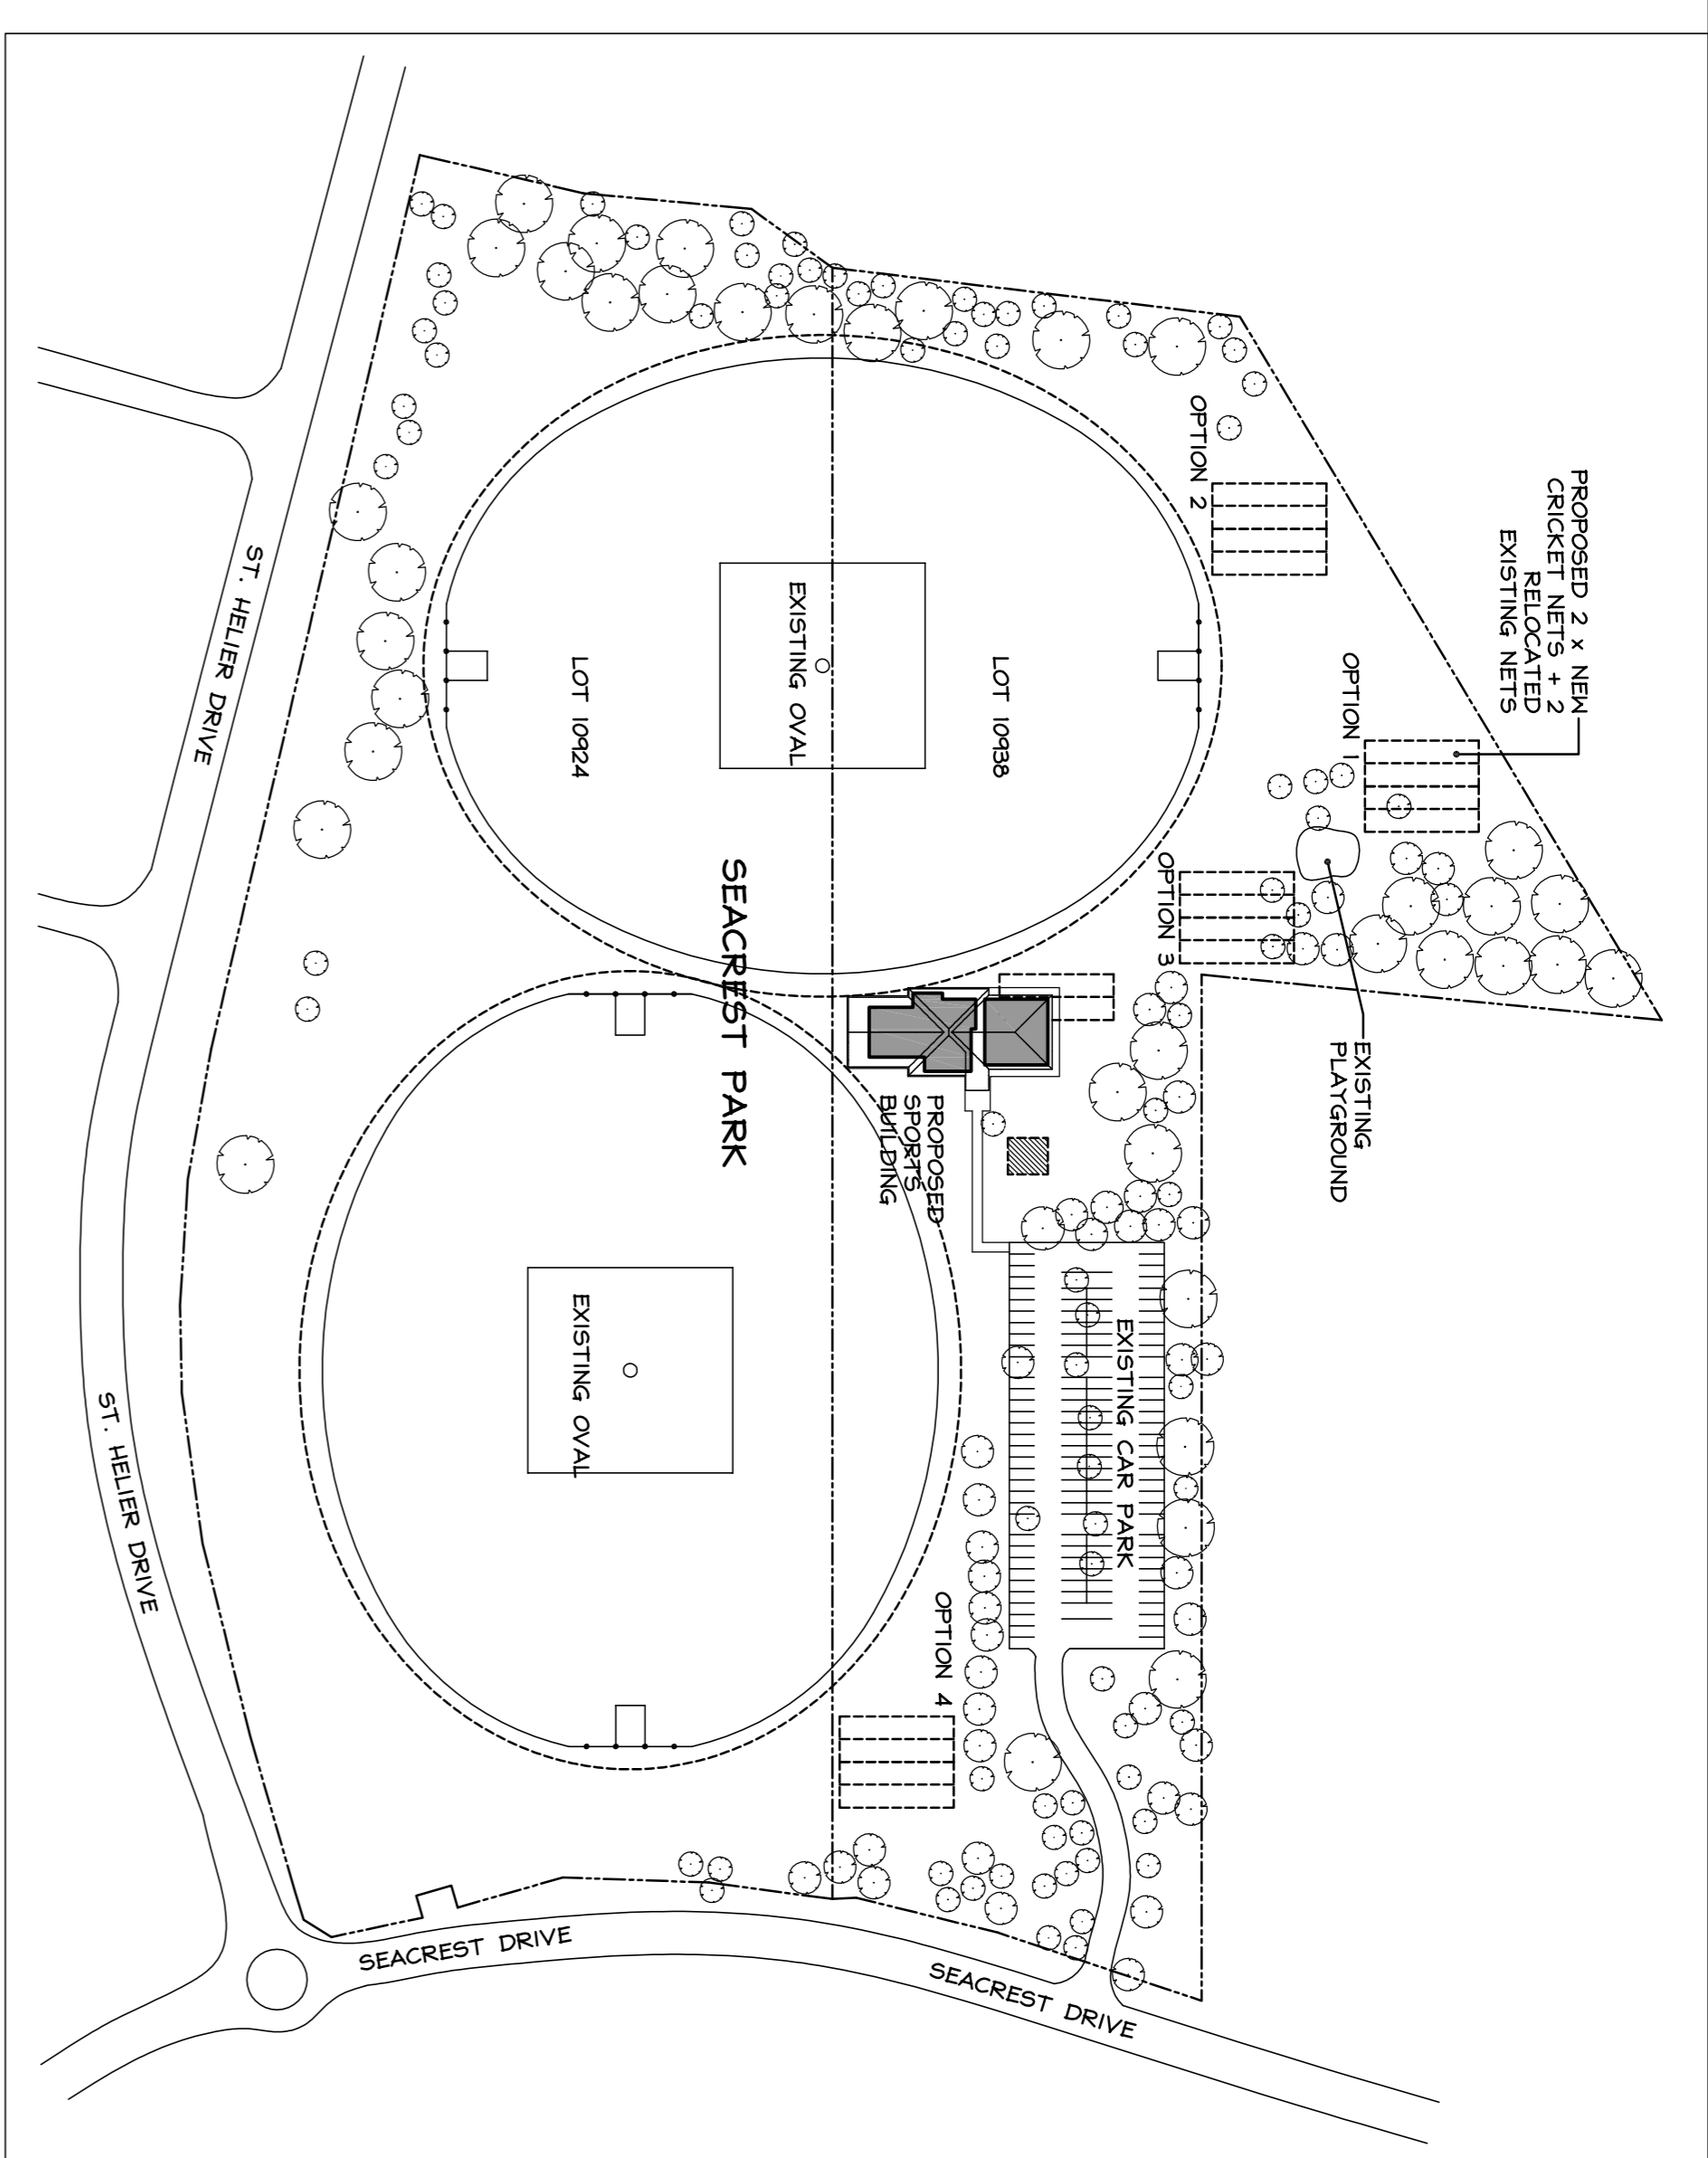 PROPOSED 2 x NEW
CRICKET NETS + 2
RELOCATED
EXISTING NETS
OPTION 1
OPTION 2
OPTION 3
EXISTING
PLAYGROUND
LOT 10938
EXISTING OVAL
LOT 10924
SEACREST PARK
PROPOSED
SPORTS
BUILDING
EXISTING CAR PARK
OPTION 4
EXISTING OVAL
ST. HELIER DRIVE
ST. HELIER DRIVE
SEACREST DRIVE
SEACREST DRIVE